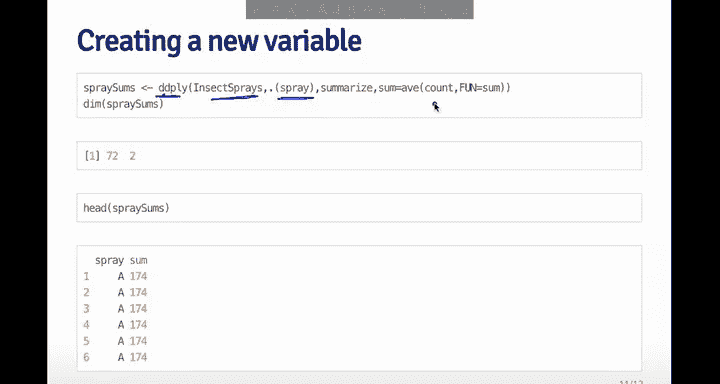 Creating a new variable
spraySums <- ddply(InsectSprays,.(spray),summarize,sum=ave(count,FUN=sum))
dim(spraySums)
[1] 72  2
head(spraySums)
  spray sum
1     A 174
2     A 174
3     A 174
4     A 174
5     A 174
6     A 174